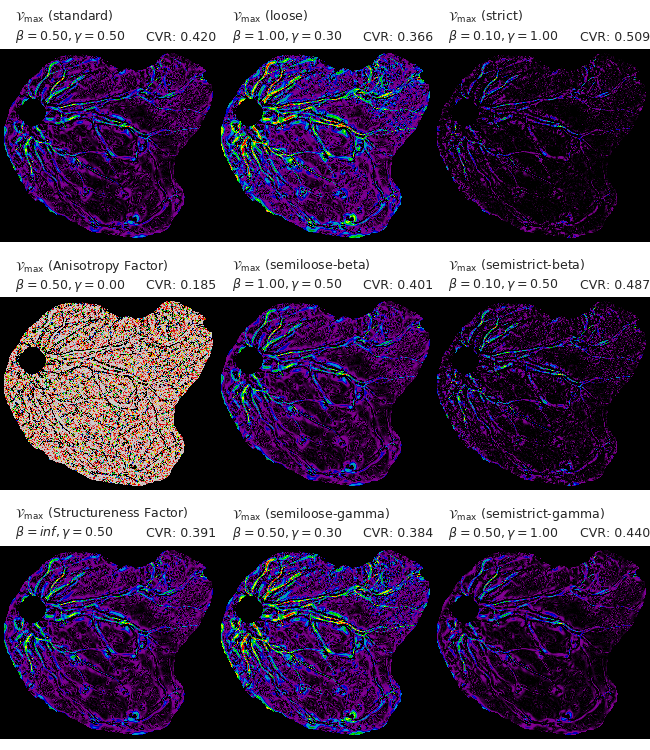 𝒱max (standard)
β = 0.50, γ = 0.50 CVR: 0.420
𝒱max (loose)
β = 1.00, γ = 0.30 CVR: 0.366
𝒱max (strict)
β = 0.10, γ = 1.00 CVR: 0.509
𝒱max (Anisotropy Factor)
β = 0.50, γ = 0.00 CVR: 0.185
𝒱max (semiloose-beta)
β = 1.00, γ = 0.50 CVR: 0.401
𝒱max (semistrict-beta)
β = 0.10, γ = 0.50 CVR: 0.487
𝒱max (Structureness Factor)
β = inf, γ = 0.50 CVR: 0.391
𝒱max (semiloose-gamma)
β = 0.50, γ = 0.30 CVR: 0.384
𝒱max (semistrict-gamma)
β = 0.50, γ = 1.00 CVR: 0.440